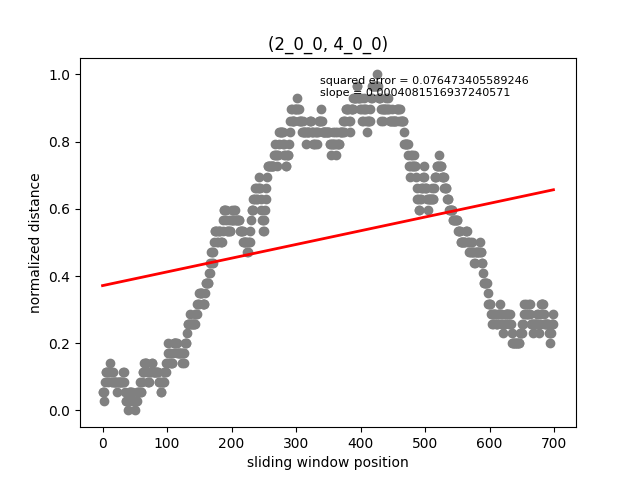 (2_0_0, 4_0_0)
squared error = 0.076473405589246
slope = 0.0004081516937240571
normalized distance
1.0
0.8
0.6
0.4
0.2
0.0
0 100 200 300 400 500 600 700
sliding window position